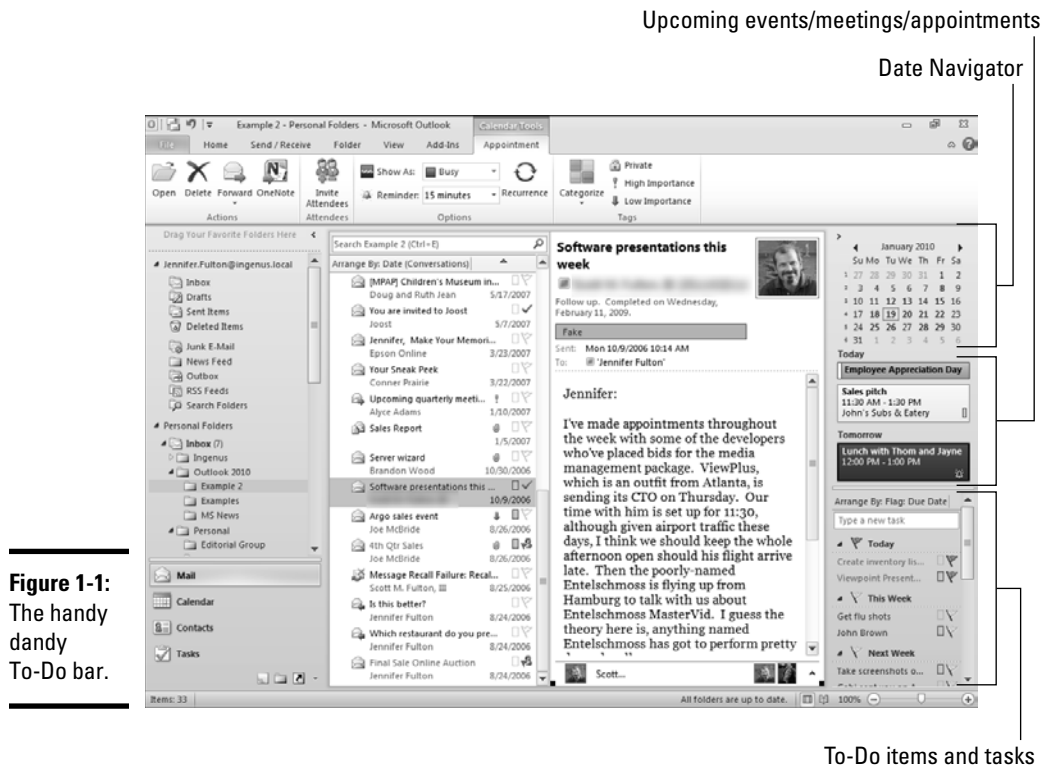 Upcoming events/meetings/appointments
Date Navigator
Example 2 - Personal Folders - Microsoft Outlook
Calendar Tools
File Home Send / Receive Folder View Add-Ins Appointment
Open Delete Forward OneNote
Actions
Invite Attendees
Attendees
Show As: Busy
Reminder: 15 minutes
Recurrence
Options
Categorize
Private
High Importance
Low Importance
Tags
Drag Your Favorite Folders Here
Jennifer.Fulton@ingenus.local
Inbox
Drafts
Sent Items
Deleted Items
Junk E-Mail
News Feed
Outbox
RSS Feeds
Search Folders
Personal Folders
Inbox (7)
Ingenus
Outlook 2010
Example 2
Examples
MS News
Personal
Editorial Group
Mail
Calendar
Contacts
Tasks
Search Example 2 (Ctrl+E)
Arrange By: Date (Conversations)
[MPAP] Children's Museum in...
Doug and Ruth Jean 5/17/2007
You are invited to Joost
Joost 5/7/2007
Jennifer, Make Your Memori...
Epson Online 3/23/2007
Your Sneak Peek
Conner Prairie 3/22/2007
Upcoming quarterly meeti... !
Alyce Adams 1/10/2007
Sales Report
1/5/2007
Server wizard
Brandon Wood 10/30/2006
Software presentations this ...
10/9/2006
Argo sales event
Joe McBride 8/26/2006
4th Qtr Sales
Joe McBride 8/26/2006
Message Recall Failure: Recal...
Scott M. Fulton, III 8/25/2006
Is this better?
Jennifer Fulton 8/24/2006
Which restaurant do you pre...
Jennifer Fulton 8/24/2006
Final Sale Online Auction
Jennifer Fulton 8/24/2006
Software presentations this
week
Follow up. Completed on Wednesday,
February 11, 2009.
Fake
Sent: Mon 10/9/2006 10:14 AM
To: 'Jennifer Fulton'
Jennifer:
I've made appointments throughout
the week with some of the developers
who've placed bids for the media
management package. ViewPlus,
which is an outfit from Atlanta, is
sending its CTO on Thursday. Our
time with him is set up for 11:30,
although given airport traffic these
days, I think we should keep the whole
afternoon open should his flight arrive
late. Then the poorly-named
Entelschmoss is flying up from
Hamburg to talk with us about
Entelschmoss MasterVid. I guess the
theory here is, anything named
Entelschmoss has got to perform pretty
Scott...
January 2010
Su Mo Tu We Th Fr Sa
1 27 28 29 30 31 1 2
2 3 4 5 6 7 8 9
3 10 11 12 13 14 15 16
4 17 18 19 20 21 22 23
5 24 25 26 27 28 29 30
6 31 1 2 3 4 5 6
Today
Employee Appreciation Day
Sales pitch
11:30 AM - 1:30 PM
John's Subs & Eatery
Tomorrow
Lunch with Thom and Jayne
12:00 PM - 1:00 PM
Arrange By: Flag: Due Date
Type a new task
Today
Create inventory lis...
Viewpoint Present...
This Week
Get flu shots
John Brown
Next Week
Take screenshots o...
Items: 33
All folders are up to date.
100%
Figure 1-1:
The handy
dandy
To-Do bar.
To-Do items and tasks